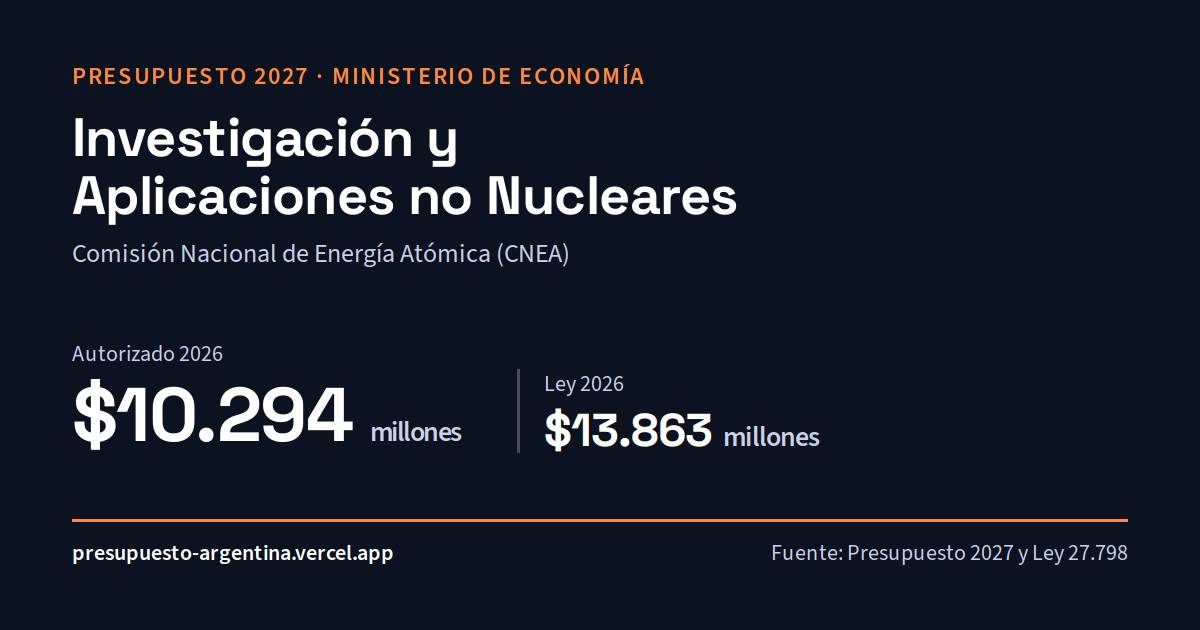 PRESUPUESTO 2027 · MINISTERIO DE ECONOMÍA
Investigación y
Aplicaciones no Nucleares
Comisión Nacional de Energía Atómica (CNEA)
Autorizado 2026
$10.294 millones
Ley 2026
$13.863 millones
presupuesto-argentina.vercel.app
Fuente: Presupuesto 2027 y Ley 27.798